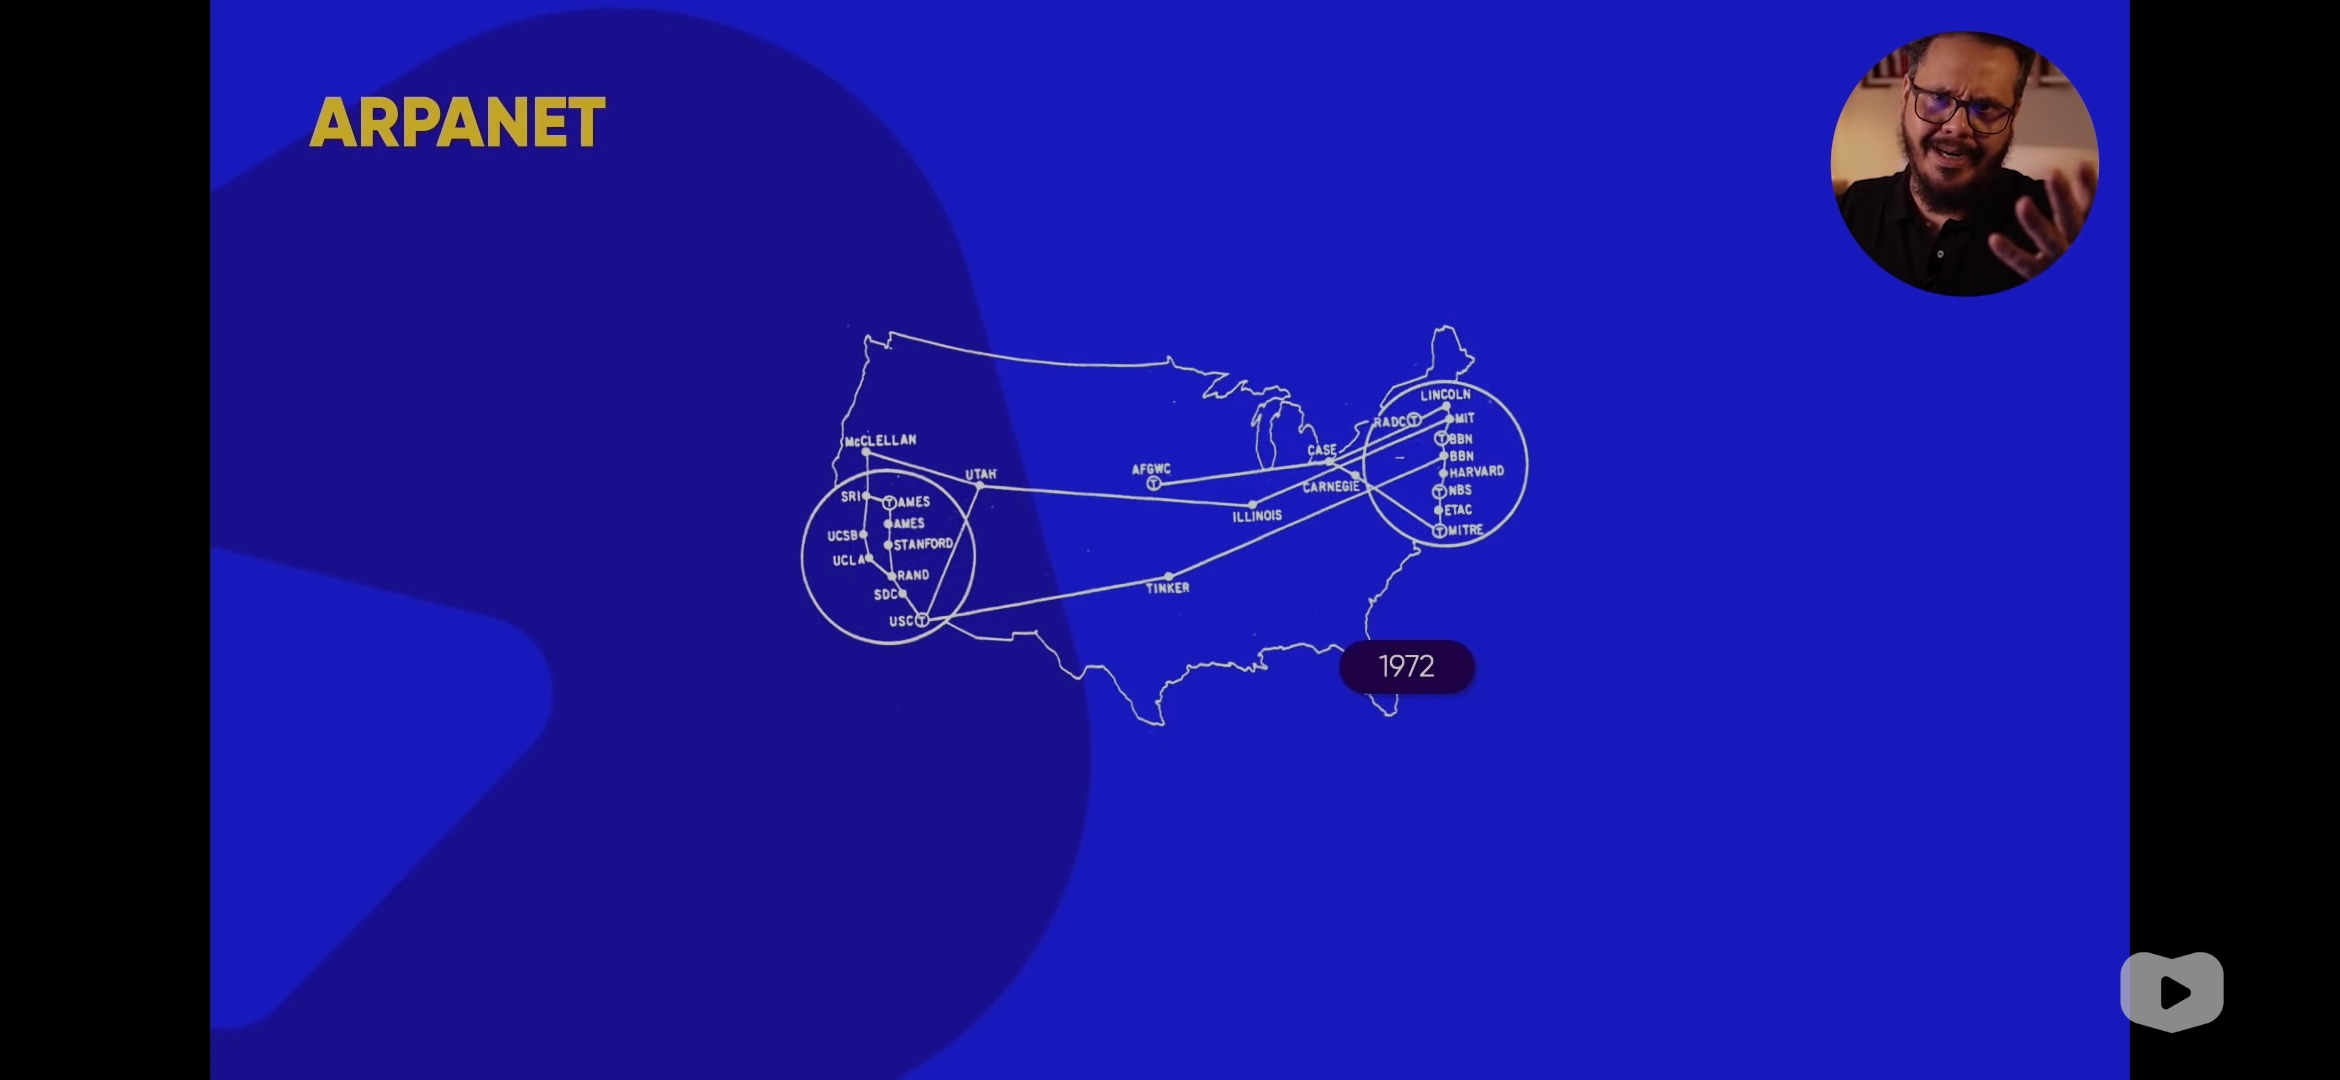 ARPANET
LINCOLN
RADC T
MIT
McCLELLAN
T BBN
CASE
BBN
AFGWC
HARVARD
UTAH
T
CARNEGIE
T NBS
SRI
T AMES
ETAC
ILLINOIS
AMES
T MITRE
UCSB
STANFORD
UCLA
RAND
TINKER
SDC
USC T
1972